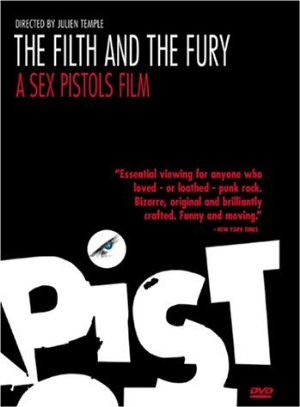 DIRECTED BY JULIEN TEMPLE
THE FILTH AND THE FURY
A SEX PISTOLS FILM
"Essential viewing for anyone who
loved - or loathed - punk rock.
Bizarre, original and brilliantly
crafted. Funny and moving."
–NEW YORK TIMES
PiST
DVD